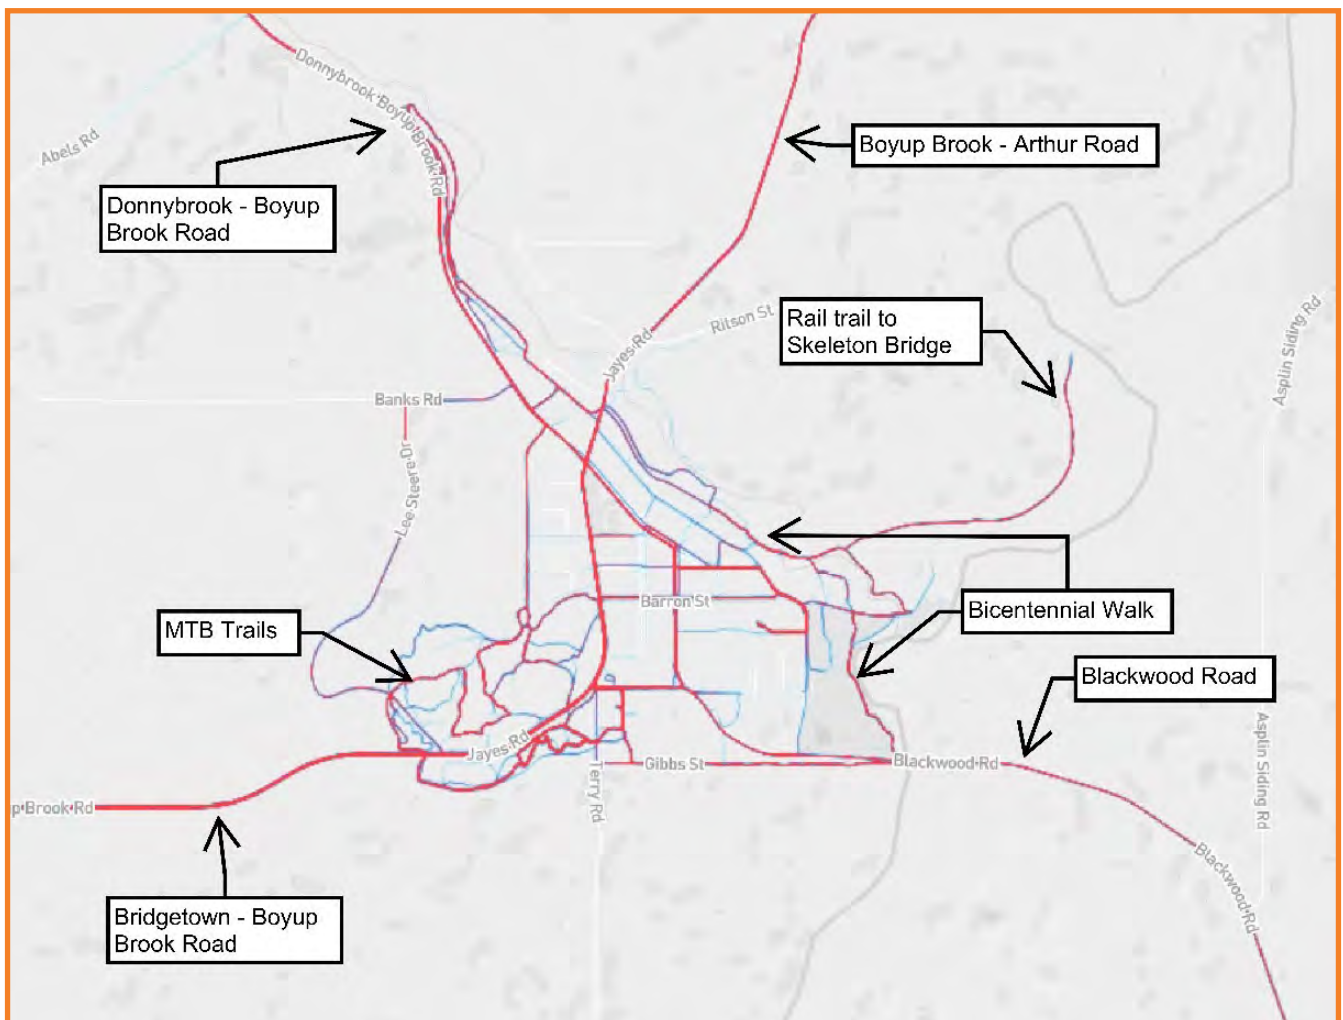 Donnybrook-Boyup Brook Rd
Abels Rd
Boyup Brook - Arthur Road
Donnybrook - Boyup
Brook Road
Rail trail to
Skeleton Bridge
Ritson St
Jayes Rd
Asplin Siding Rd
Banks Rd
Lee Steere Dr
Barron St
Bicentennial Walk
MTB Trails
Blackwood Road
Jayes Rd
Gibbs St
Blackwood Rd
Terry Rd
Asplin Siding Rd
p Brook Rd
Blackwood Rd
Bridgetown - Boyup
Brook Road